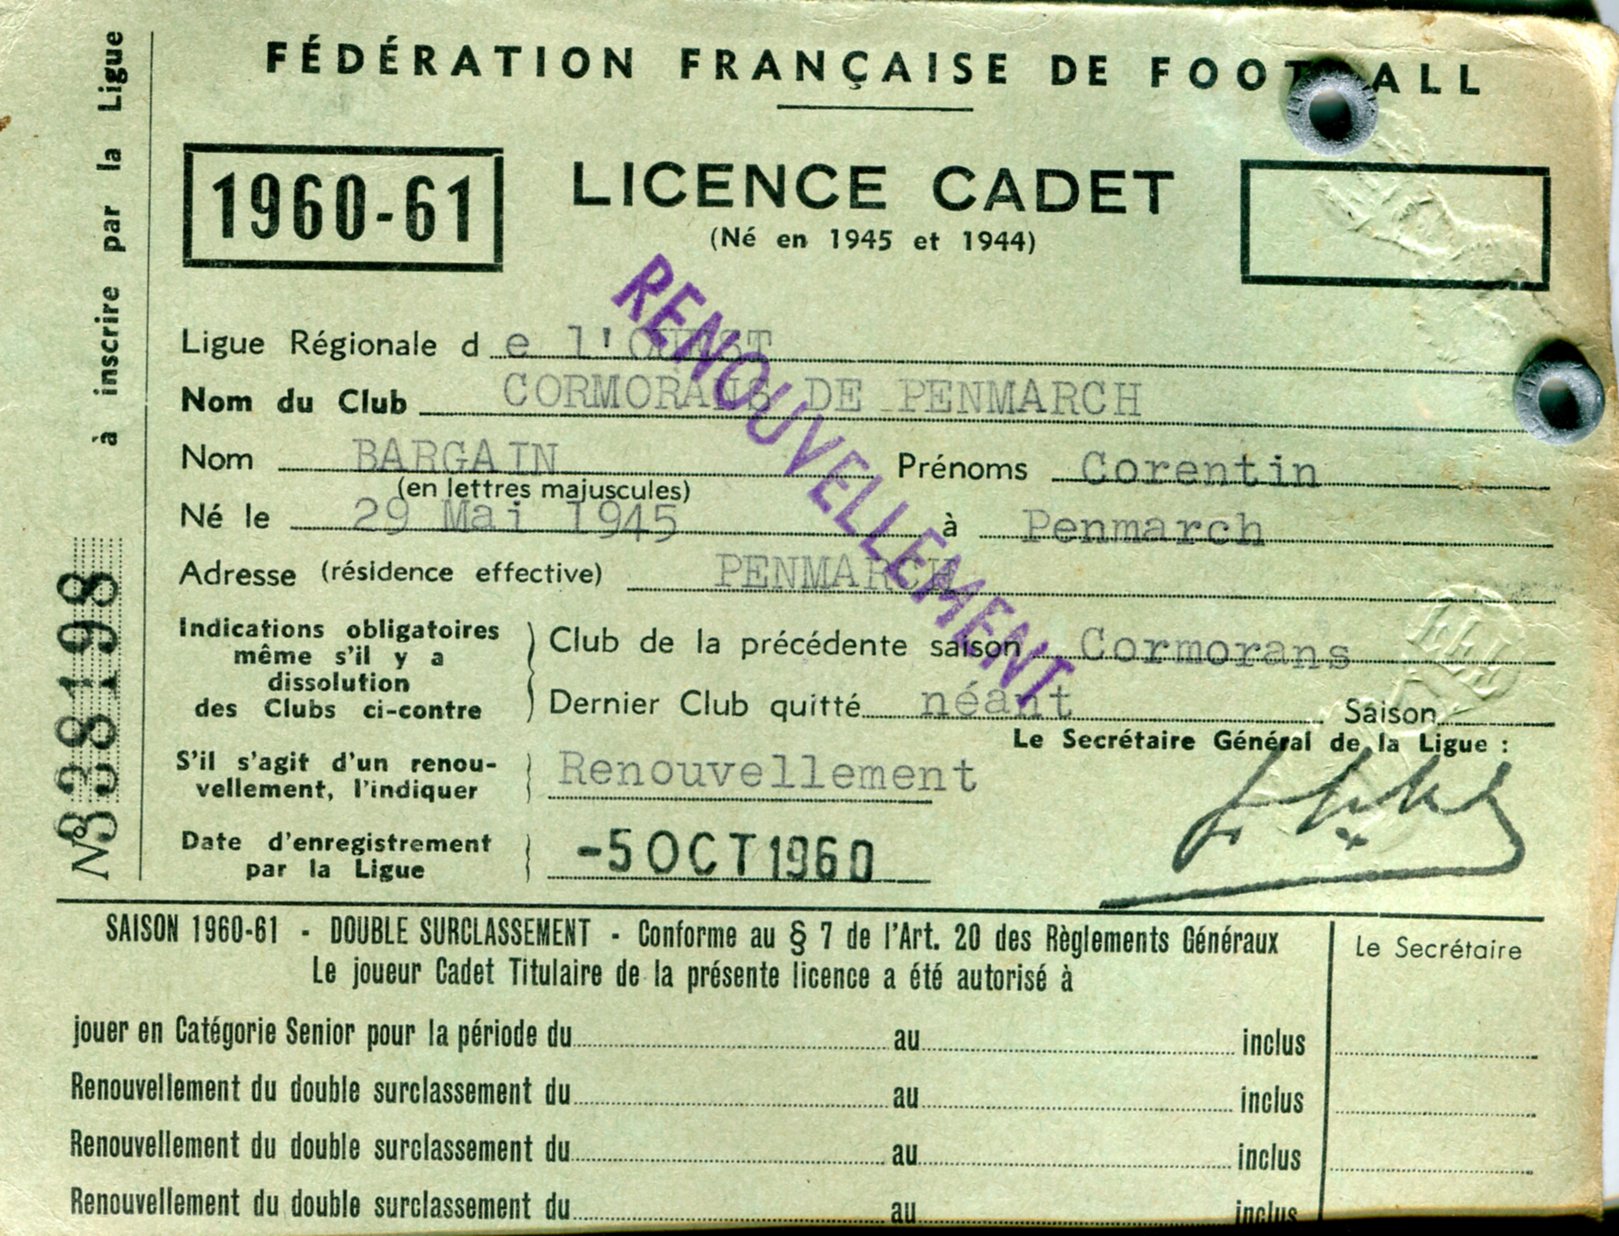 FÉDÉRATION FRANÇAISE DE FOOTBALL
1960-61
LICENCE CADET
(Né en 1945 et 1944)
Ligue Régionale de l'OUEST
Nom du Club CORMORANS DE PENMARCH
Nom BARGAIN Prénoms Corentin
(en lettres majuscules)
Né le 29 Mai 1945 à Penmarch
Adresse (résidence effective) PENMARCH
RENOUVELLEMENT
Indications obligatoires
même s'il y a
dissolution
des Clubs ci-contre
Club de la précédente saison Cormorans
Dernier Club quitté néant Saison
Le Secrétaire Général de la Ligue :
S'il s'agit d'un renou-
vellement, l'indiquer
Renouvellement
Date d'enregistrement
par la Ligue
-5 OCT 1960
à inscrire par la Ligue
N° 838198
SAISON 1960-61 - DOUBLE SURCLASSEMENT - Conforme au § 7 de l'Art. 20 des Règlements Généraux
Le joueur Cadet Titulaire de la présente licence a été autorisé à
Le Secrétaire
jouer en Catégorie Senior pour la période du au inclus
Renouvellement du double surclassement du au inclus
Renouvellement du double surclassement du au inclus
Renouvellement du double surclassement du au inclus